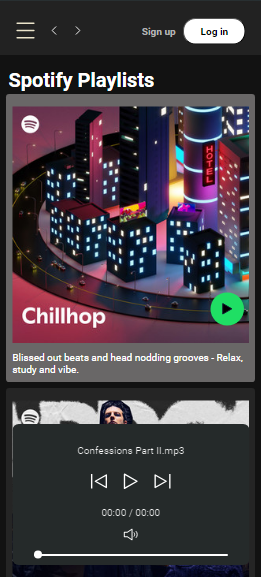 Sign up
Log in
Spotify Playlists
HOTEL
Chillhop
Blissed out beats and head nodding grooves - Relax,
study and vibe.
Confessions Part II.mp3
00:00 / 00:00